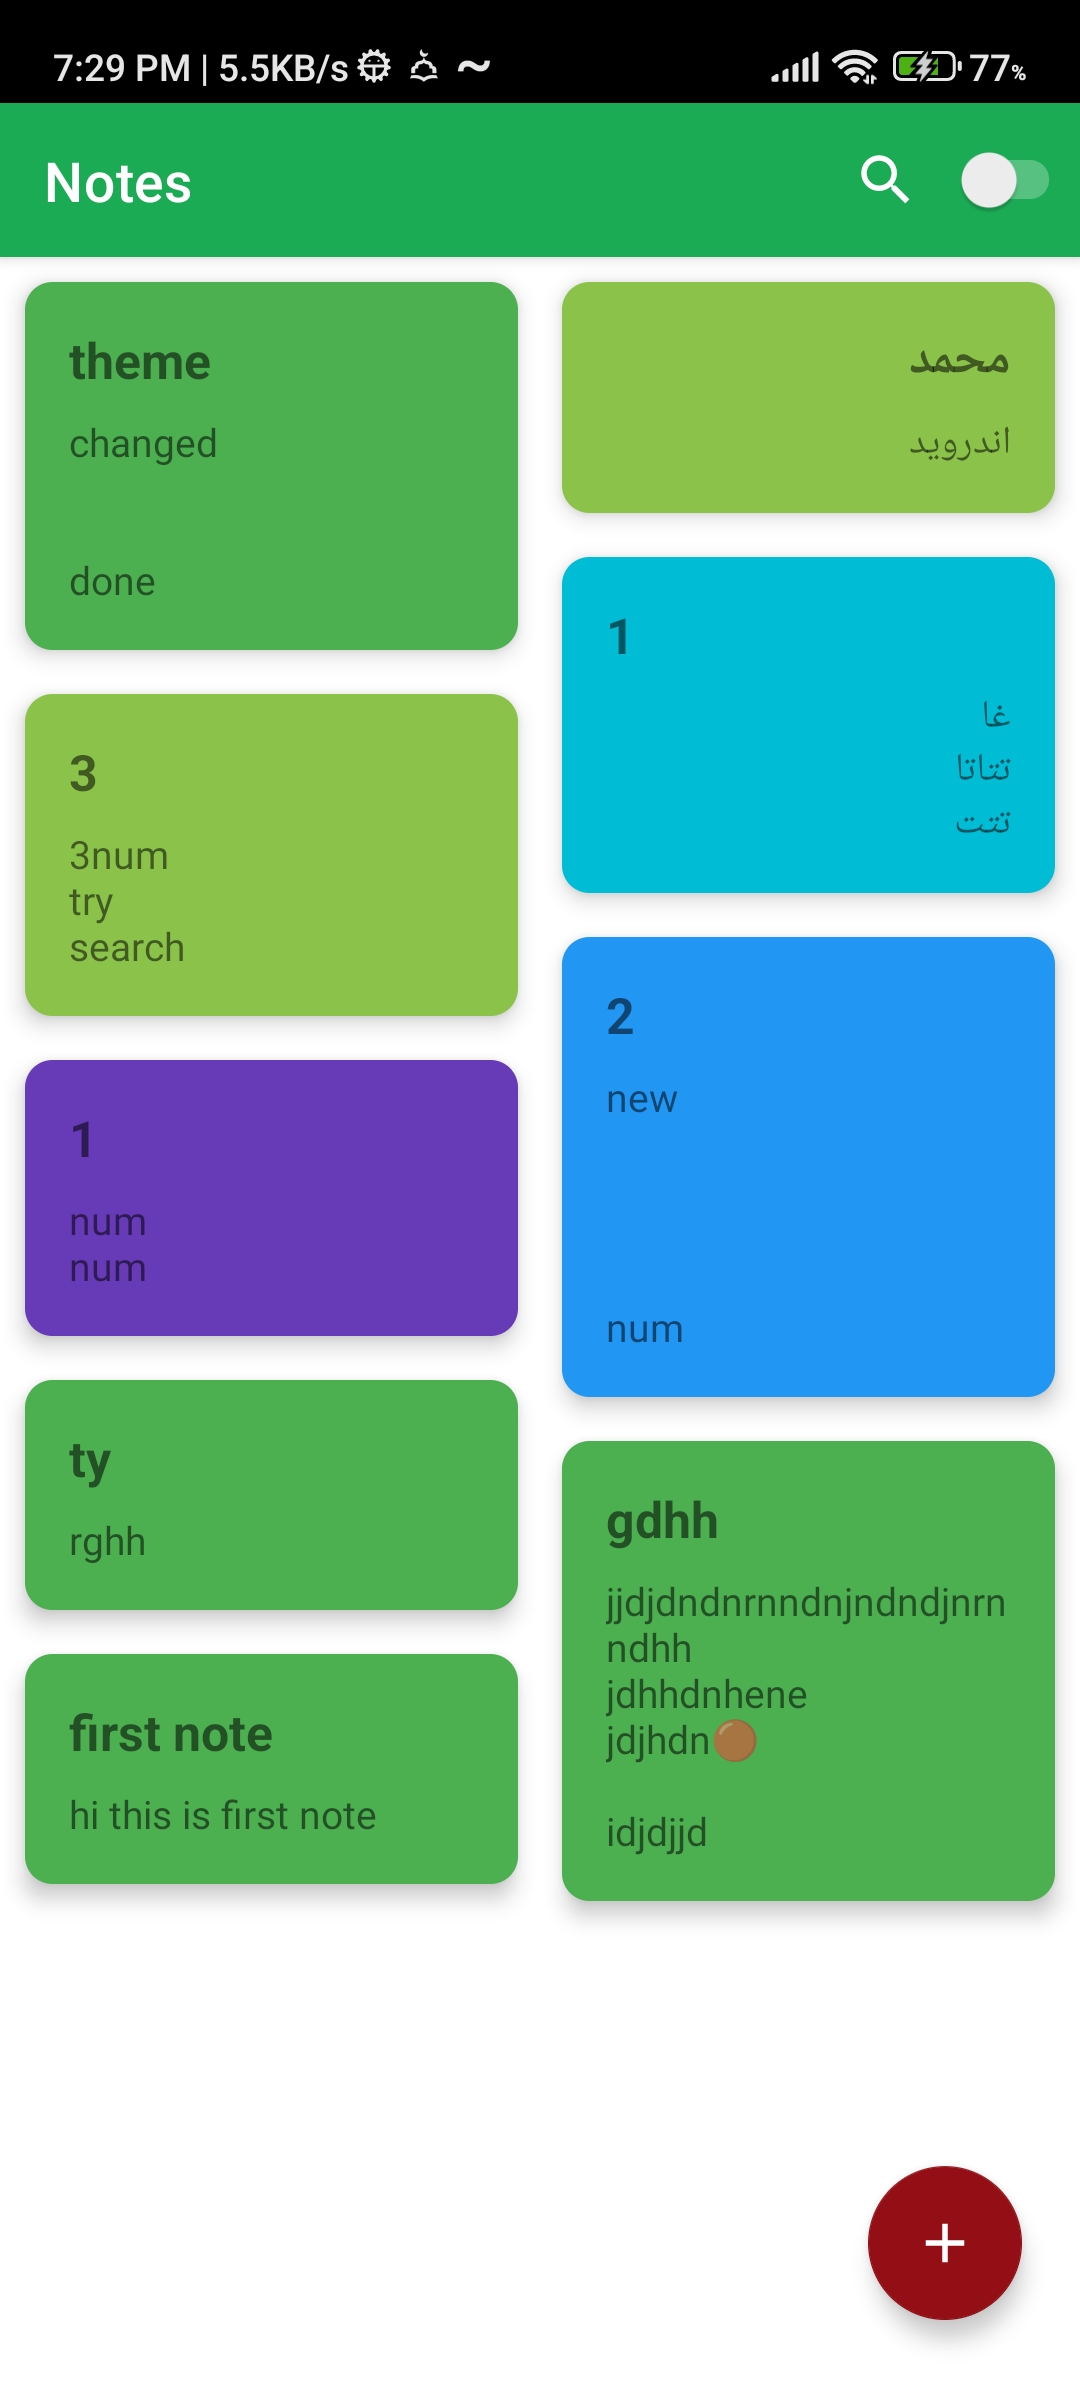 7:29 PM | 5.5KB/s
77%
Notes
theme
changed
done
محمد
اندرويد
3
3num
try
search
1
غا
تتاتا
تتت
1
num
num
2
new
num
ty
rghh
gdhh
jjdjdndnrnndnjndndjnrn
ndhh
jdhhdnhene
jdjhdn🟤
idjdjjd
first note
hi this is first note